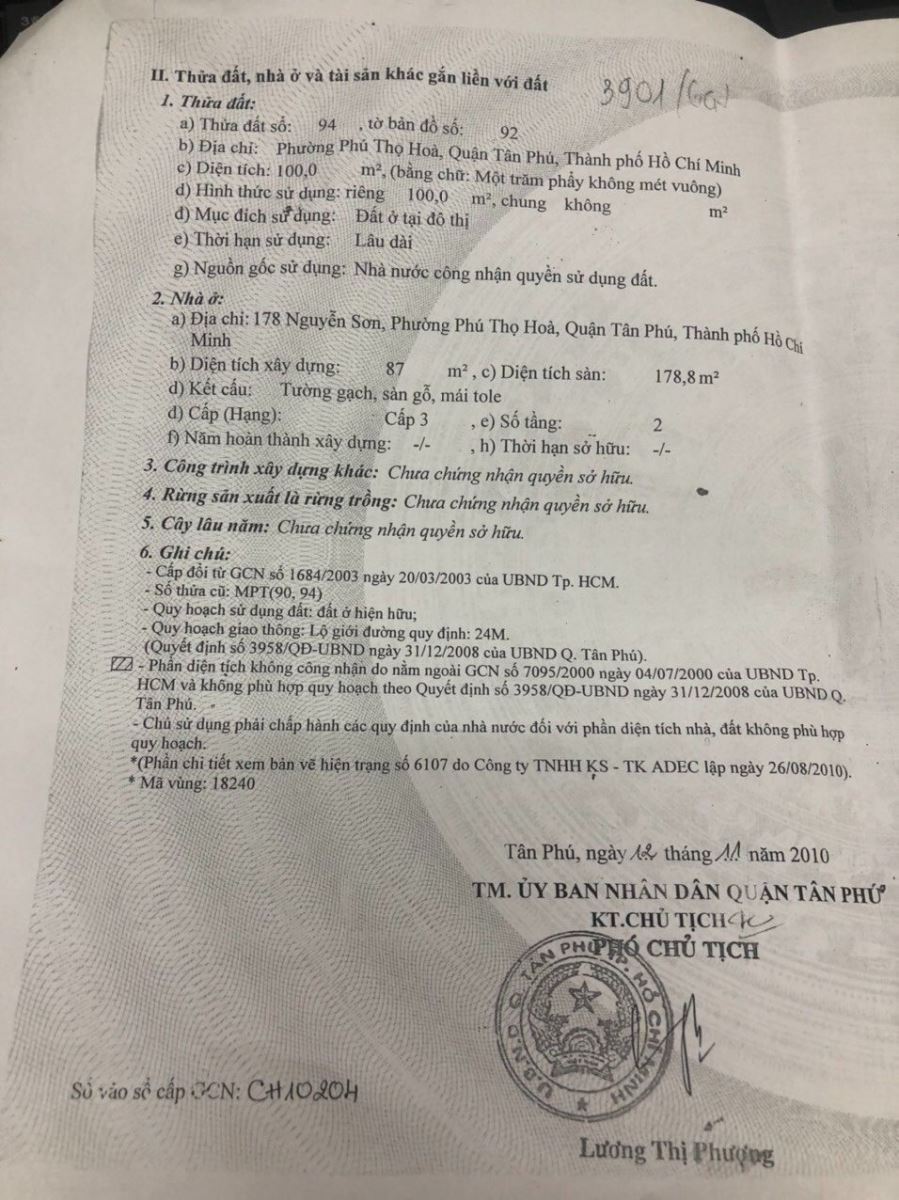 II. Thửa đất, nhà ở và tài sản khác gắn liền với đất
1. Thửa đất:
a) Thửa đất số: 94 , tờ bản đồ số: 92
b) Địa chỉ: Phường Phú Thọ Hoà, Quận Tân Phú, Thành phố Hồ Chí Minh
c) Diện tích: 100,0 m², (bằng chữ: Một trăm phẩy không mét vuông)
d) Hình thức sử dụng: riêng 100,0 m², chung không m²
đ) Mục đích sử dụng: Đất ở tại đô thị
e) Thời hạn sử dụng: Lâu dài
g) Nguồn gốc sử dụng: Nhà nước công nhận quyền sử dụng đất.
2. Nhà ở:
a) Địa chỉ: 178 Nguyễn Sơn, Phường Phú Thọ Hoà, Quận Tân Phú, Thành phố Hồ Chí
Minh
b) Diện tích xây dựng: 87 m² , c) Diện tích sàn: 178,8 m²
d) Kết cấu: Tường gạch, sàn gỗ, mái tole
đ) Cấp (Hạng): Cấp 3 , e) Số tầng: 2
f) Năm hoàn thành xây dựng: -/- , h) Thời hạn sở hữu: -/-
3. Công trình xây dựng khác: Chưa chứng nhận quyền sở hữu.
4. Rừng sản xuất là rừng trồng: Chưa chứng nhận quyền sở hữu.
5. Cây lâu năm: Chưa chứng nhận quyền sở hữu.
6. Ghi chú:
- Cấp đổi từ GCN số 1684/2003 ngày 20/03/2003 của UBND Tp. HCM.
- Số thửa cũ: MPT(90, 94)
- Quy hoạch sử dụng đất: đất ở hiện hữu;
- Quy hoạch giao thông: Lộ giới đường quy định: 24M.
(Quyết định số 3958/QĐ-UBND ngày 31/12/2008 của UBND Q. Tân Phú).
- Phần diện tích không công nhận do nằm ngoài GCN số 7095/2000 ngày 04/07/2000 của UBND Tp.
HCM và không phù hợp quy hoạch theo Quyết định số 3958/QĐ-UBND ngày 31/12/2008 của UBND Q.
Tân Phú.
- Chủ sử dụng phải chấp hành các quy định của nhà nước đối với phần diện tích nhà, đất không phù hợp
quy hoạch.
*(Phần chi tiết xem bản vẽ hiện trạng số 6107 do Công ty TNHH KS - TK ADEC lập ngày 26/08/2010).
* Mã vùng: 18240
Tân Phú, ngày 12 tháng 11 năm 2010
TM. ỦY BAN NHÂN DÂN QUẬN TÂN PHÚ
KT.CHỦ TỊCH
PHÓ CHỦ TỊCH
U.B.N.D Q. TÂN PHÚ TP. HỒ CHÍ MINH
Số vào sổ cấp GCN: CH10204
Lương Thị Phượng